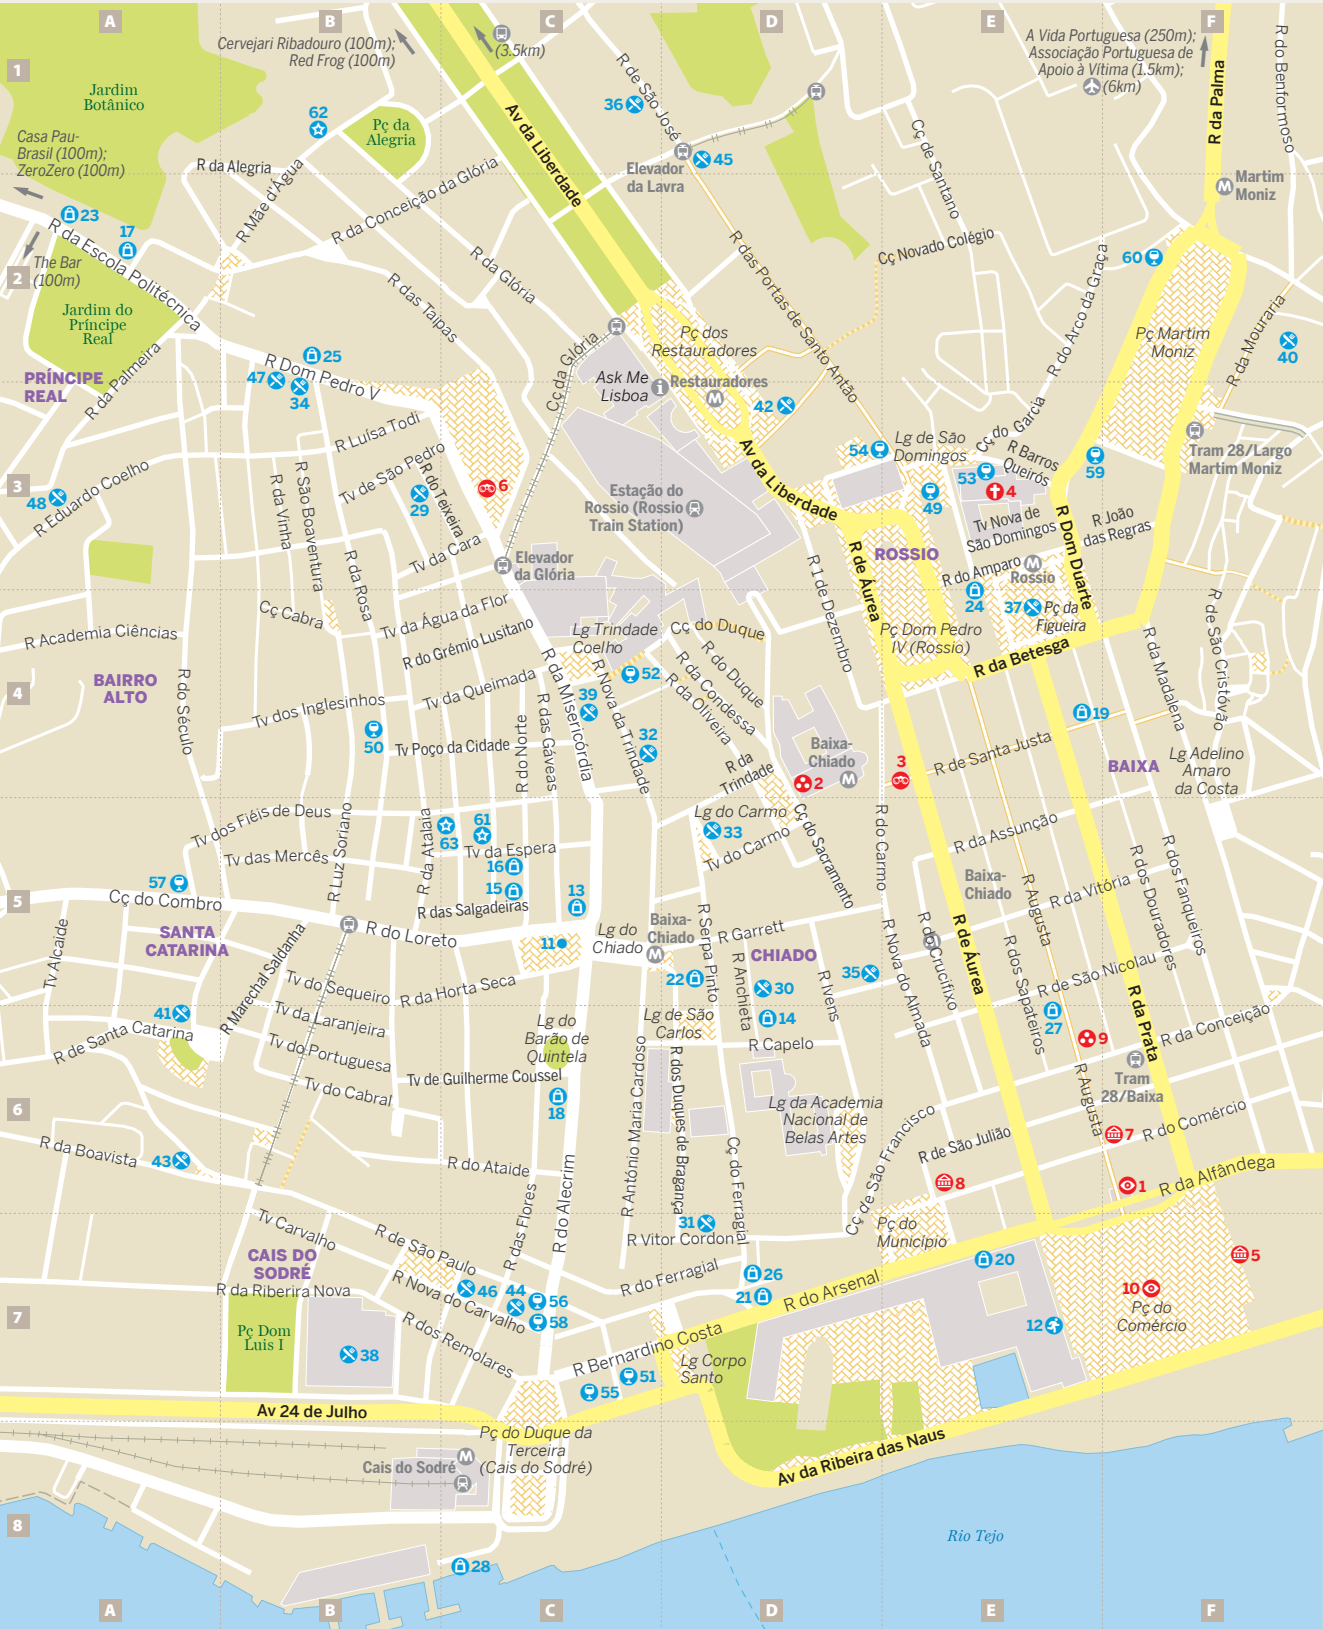 A
B
C
D
E
F
1
Cervejari Ribadouro (100m);
Red Frog (100m)
(3.5km)
A Vida Portuguesa (250m);
Associação Portuguesa de
Apoio à Vítima (1.5km);
(6km)
R do Benformoso
R da Palma
Jardim
Botânico
62
Pç da
Alegria
Av da Liberdade
36
R de São José
45
Elevador
da Lavra
Cç de Santano
Martim
Moniz
Casa Pau-
Brasil (100m);
ZeroZero (100m)
R da Alegria
R Mãe d'Água
R da Conceição da Glória
23
17
R da Escola Politécnica
The Bar
(100m)
2
Jardim do
Príncipe
Real
R da Glória
R das Taipas
R das Portas de Santo Antão
Cç Novado Colégio
R do Arco da Graça
60
Pç Martim
Moniz
R da Mouraria
40
Pç dos
Restauradores
Cç da Glória
PRÍNCIPE
REAL
R da Palmeira
25
47
34
R Dom Pedro V
Ask Me
Lisboa
Restauradores
42
R Luísa Todi
Tv de São Pedro
R do Teixeira
6
29
Av da Liberdade
54
Lg de São
Domingos
Cç do Garcia
R Barros
Queirós
53
4
49
59
Tram 28/Largo
Martim Moniz
3
48
R Eduardo Coelho
R da Vinha
R São Boaventura
R da Rosa
Tv da Cara
Estação do
Rossio (Rossio
Train Station)
Elevador
da Glória
Tv Nova de
São Domingos
R Dom Duarte
R João
das Regras
ROSSIO
R de Áurea
R 1 de Dezembro
R do Amparo
Rossio
24
37
Pç da
Figueira
R de São Cristóvão
Cç Cabra
Tv da Água da Flor
R do Grêmio Lusitano
Lg Trindade
Coelho
Cç do Duque
R do Duque
R da Condessa
R da Oliveira
Pç Dom Pedro
IV (Rossio)
R da Betesga
R da Madalena
R Academia Ciências
BAIRRO
ALTO
R do Século
4
Tv dos Inglesinhos
Tv da Queimada
R da Misericórdia
R Nova da Trindade
52
39
32
50
Tv Poço da Cidade
R do Norte
R das Gáveas
R da
Trindade
Baixa-
Chiado
2
3
19
R de Santa Justa
BAIXA
Lg Adelino
Amaro
da Costa
Tv dos Fiéis de Deus
R Luz Soriano
R da Atalaia
Tv das Mercês
63
61
Tv da Espera
16
15
13
R das Salgadeiras
Lg do Carmo
33
Tv do Carmo
Cç do Sacramento
R do Carmo
R da Assunção
Baixa-
Chiado
R Augusta
R da Vitória
R dos Douradores
R dos Fanqueiros
5
57
Cç do Combro
SANTA
CATARINA
Tv Alcaide
R do Loreto
11
Lg do
Chiado
Baixa-
Chiado
R Serpa Pinto
R Garrett
CHIADO
R Anchieta
R Ivens
35
R Nova do Almada
R do Crucifixo
R de Áurea
R dos Sapateiros
R de São Nicolau
R da Prata
22
30
14
27
9
R da Conceição
R Marechal Saldanha
Tv do Sequeiro
R da Horta Seca
41
R de Santa Catarina
Tv da Laranjeira
Tv do Portuguesa
Tv do Cabral
Lg do
Barão de
Quintela
Lg de São
Carlos
R Capelo
Tv de Guilherme Coussel
18
Tram
28/Baixa
R Augusta
6
R António Maria Cardoso
R dos Duques de Bragança
Lg da Academia
Nacional de
Belas Artes
Cç de São Francisco
R de São Julião
7
R do Comércio
R da Boavista
43
R do Ataide
Cç do Ferragial
8
1
R da Alfândega
R das Flores
R do Alecrim
31
R Vitor Cordon
Pç do
Município
Tv Carvalho
R de São Paulo
CAIS DO
SODRÉ
R da Riberira Nova
R Nova do Carvalho
46
44
56
58
R do Ferragial
26
21
R do Arsenal
20
5
10
Pç do
Comércio
12
7
Pç Dom
Luis I
38
R dos Remolares
R Bernardino Costa
Lg Corpo
Santo
51
55
Av 24 de Julho
Pç do Duque da
Terceira
(Cais do Sodré)
Cais do Sodré
Av da Ribeira das Naus
8
Rio Tejo
28
A
B
C
D
E
F